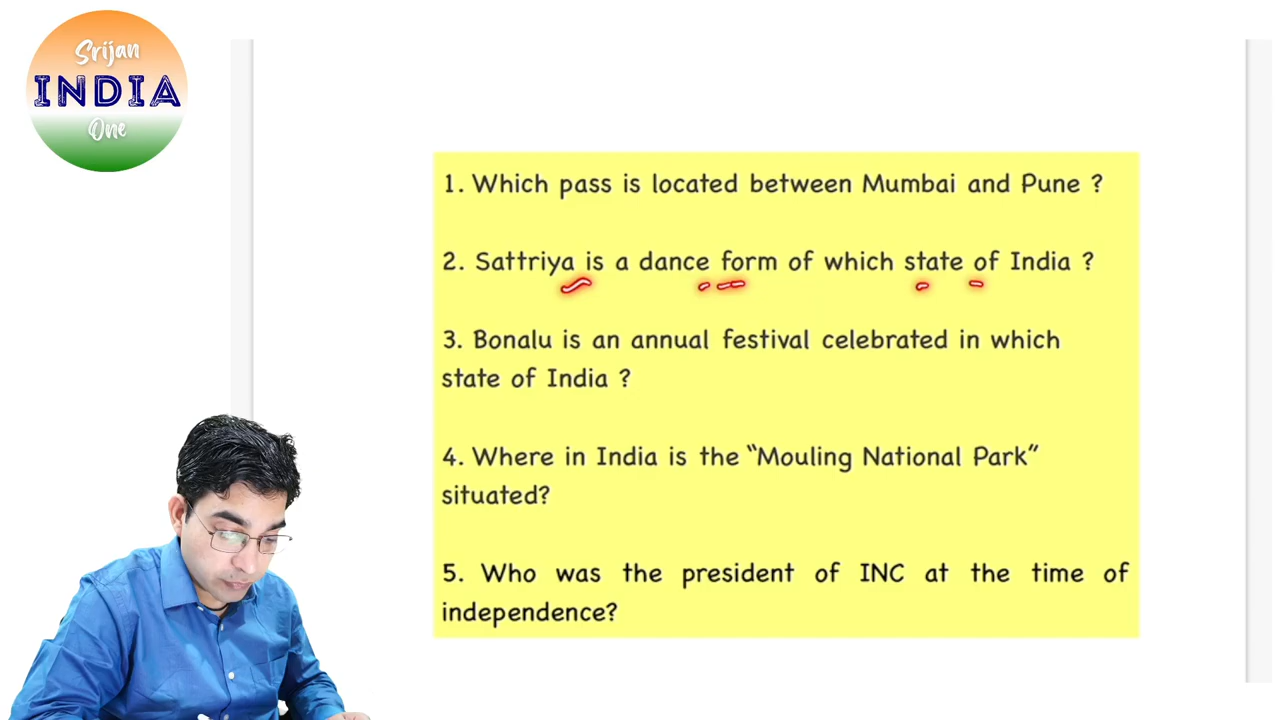 Srijan
INDIA
One
1. Which pass is located between Mumbai and Pune ?
2. Sattriya is a dance form of which state of India ?
3. Bonalu is an annual festival celebrated in which
state of India ?
4. Where in India is the “Mouling National Park”
situated?
5. Who was the president of INC at the time of
independence?